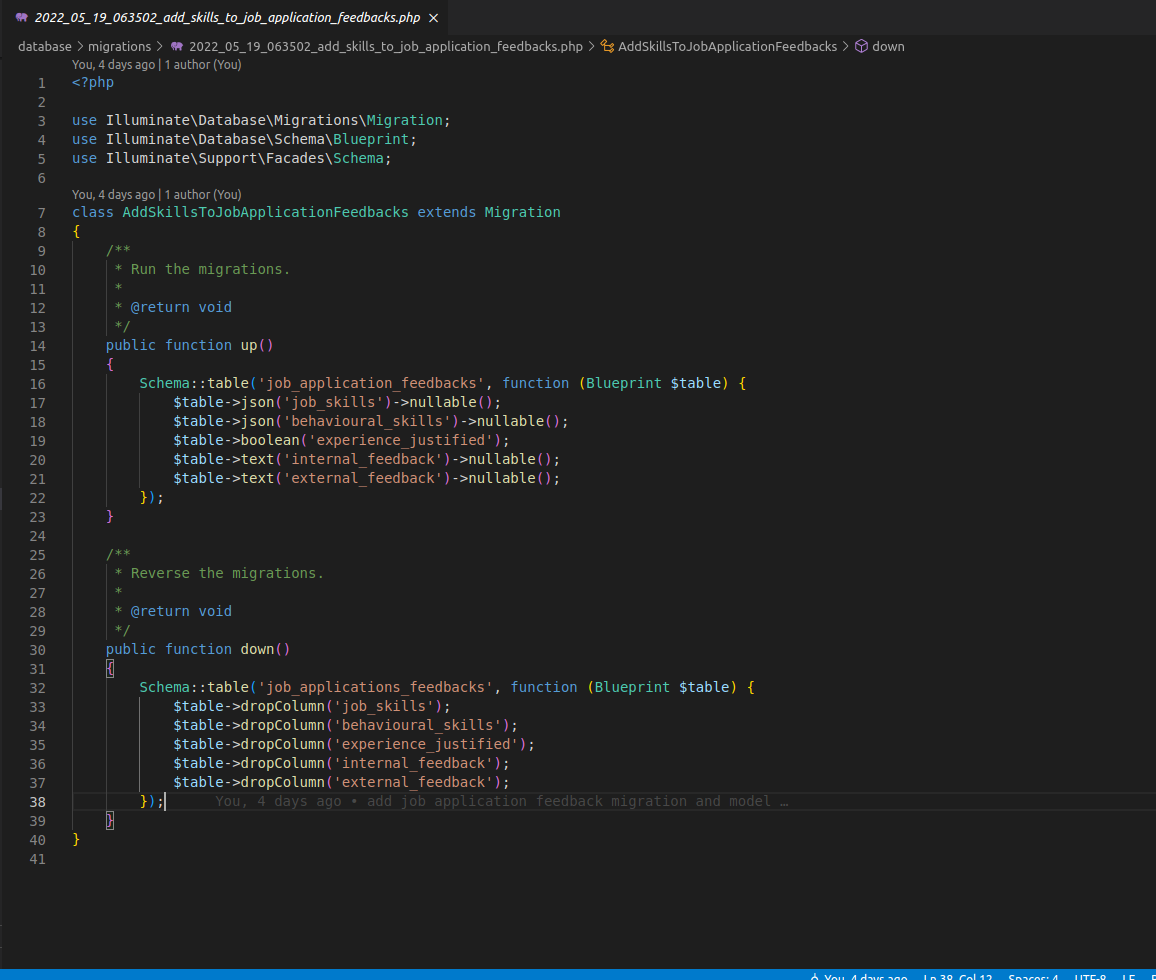 2022_05_19_063502_add_skills_to_job_application_feedbacks.php ×
database > migrations > 2022_05_19_063502_add_skills_to_job_application_feedbacks.php > AddSkillsToJobApplicationFeedbacks > down
You, 4 days ago | 1 author (You)
1 <?php
2
3 use Illuminate\Database\Migrations\Migration;
4 use Illuminate\Database\Schema\Blueprint;
5 use Illuminate\Support\Facades\Schema;
6
You, 4 days ago | 1 author (You)
7 class AddSkillsToJobApplicationFeedbacks extends Migration
8 {
9     /**
10      * Run the migrations.
11      *
12      * @return void
13      */
14     public function up()
15     {
16         Schema::table('job_application_feedbacks', function (Blueprint $table) {
17             $table->json('job_skills')->nullable();
18             $table->json('behavioural_skills')->nullable();
19             $table->boolean('experience_justified');
20             $table->text('internal_feedback')->nullable();
21             $table->text('external_feedback')->nullable();
22         });
23     }
24
25     /**
26      * Reverse the migrations.
27      *
28      * @return void
29      */
30     public function down()
31     {
32         Schema::table('job_applications_feedbacks', function (Blueprint $table) {
33             $table->dropColumn('job_skills');
34             $table->dropColumn('behavioural_skills');
35             $table->dropColumn('experience_justified');
36             $table->dropColumn('internal_feedback');
37             $table->dropColumn('external_feedback');
38         });      You, 4 days ago • add job application feedback migration and model …
39     }
40 }
41
You, 4 days ago Ln 38, Col 12 Spaces: 4 UTF-8 LF